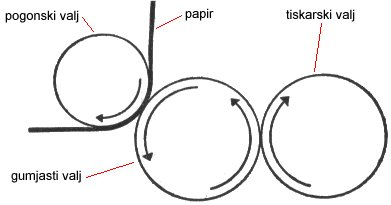 pogonski valj
papir
tiskarski valj
gumjasti valj